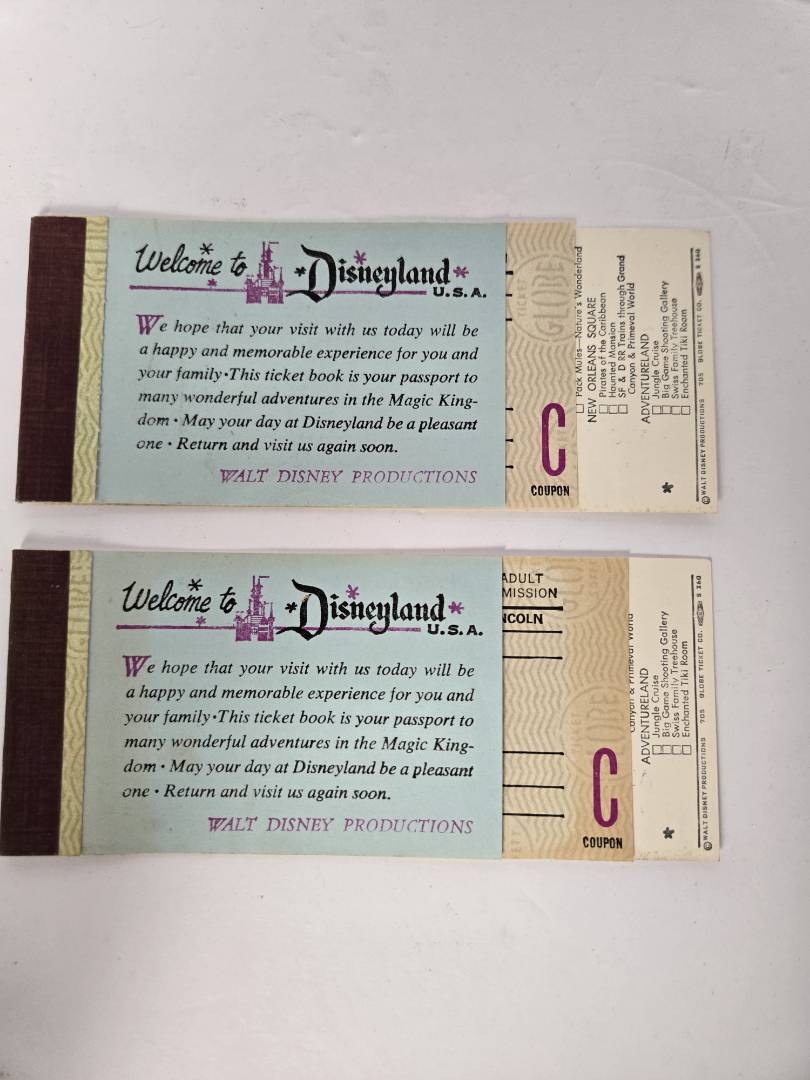 Welcome to Disneyland
U.S.A.
We hope that your visit with us today will be
a happy and memorable experience for you and
your family • This ticket book is your passport to
many wonderful adventures in the Magic King-
dom • May your day at Disneyland be a pleasant
one • Return and visit us again soon.
WALT DISNEY PRODUCTIONS
TICKET
GLOBE
C
COUPON
Pack Mules—Nature's Wonderland
NEW ORLEANS SQUARE
Pirates of the Caribbean
Haunted Mansion
SF & D RR Trains through Grand
Canyon & Primeval World
ADVENTURELAND
Jungle Cruise
Big Game Shooting Gallery
Swiss Family Treehouse
Enchanted Tiki Room
© WALT DISNEY PRODUCTIONS 705 GLOBE TICKET CO. S 260
Welcome to Disneyland
U.S.A.
We hope that your visit with us today will be
a happy and memorable experience for you and
your family • This ticket book is your passport to
many wonderful adventures in the Magic King-
dom • May your day at Disneyland be a pleasant
one • Return and visit us again soon.
WALT DISNEY PRODUCTIONS
ADULT
MISSION
NCOLN
C
COUPON
Canyon & Primeval World
ADVENTURELAND
Jungle Cruise
Big Game Shooting Gallery
Swiss Family Treehouse
Enchanted Tiki Room
© WALT DISNEY PRODUCTIONS 705 GLOBE TICKET CO. S 260